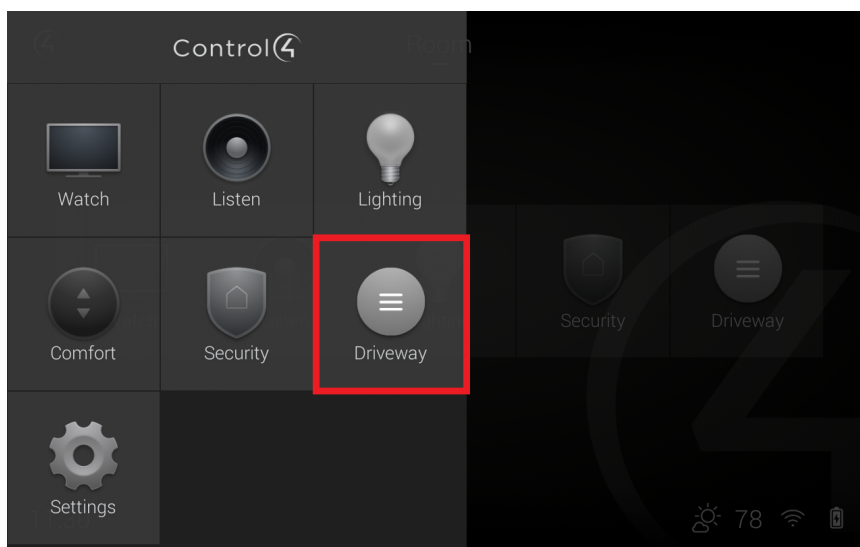 Control4
Room
Watch
Listen
Lighting
Comfort
Security
Driveway
Security
Driveway
Settings
78